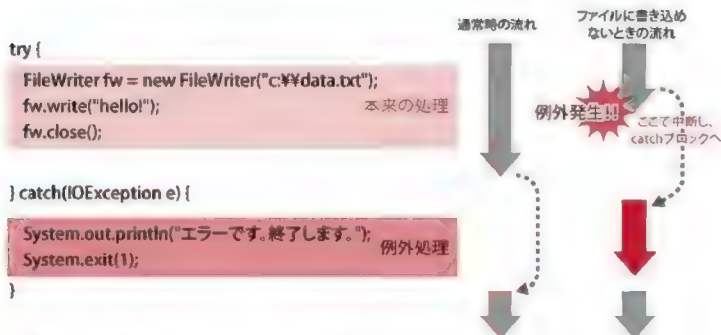 通常時の流れ
ファイルに書き込め
ないときの流れ
try {
FileWriter fw = new FileWriter("c:¥¥data.txt");
fw.write("hello!");
本来の処理
fw.close();
例外発生!!
ここで中断し、
catchブロックへ
} catch(IOException e) {
System.out.println("エラーです。終了します。");
例外処理
System.exit(1);
}